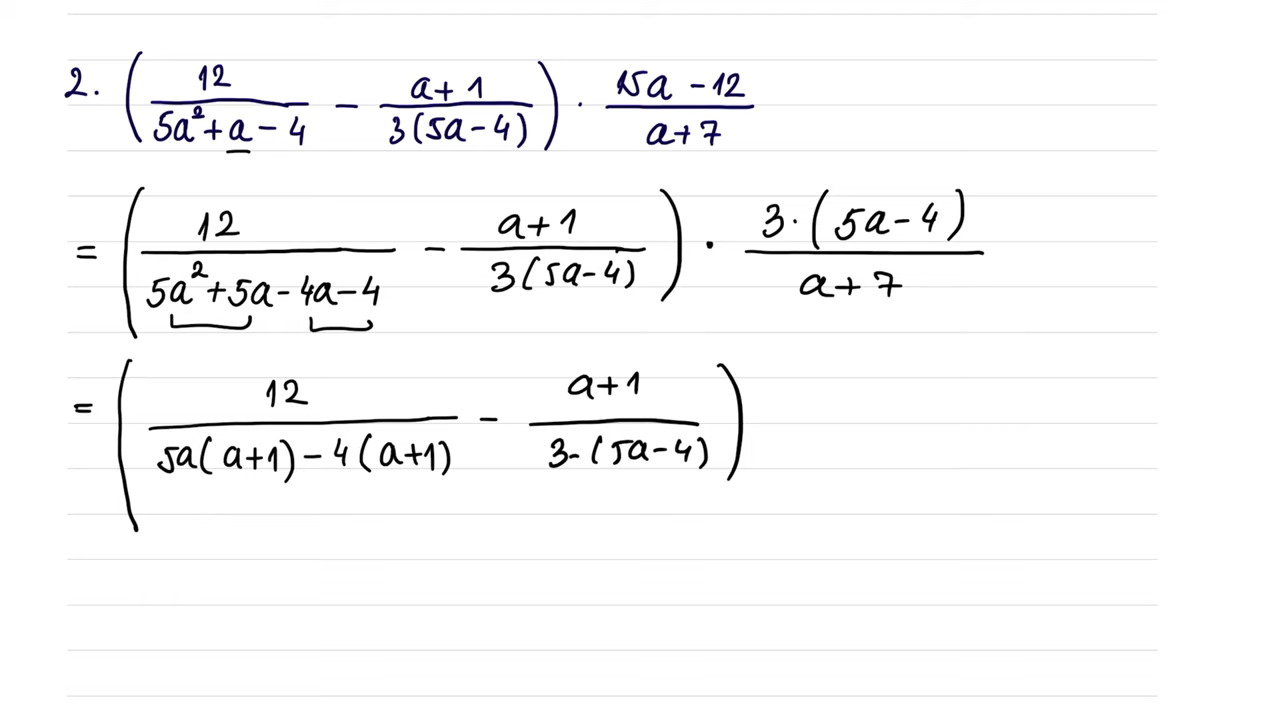 2. ( 12 / (5a² + a - 4) - (a + 1) / (3(5a - 4)) ) · (15a - 12) / (a + 7)
= ( 12 / (5a² + 5a - 4a - 4) - (a + 1) / (3(5a - 4)) ) · (3 · (5a - 4)) / (a + 7)
= ( 12 / (5a(a + 1) - 4(a + 1)) - (a + 1) / (3 · (5a - 4)) )